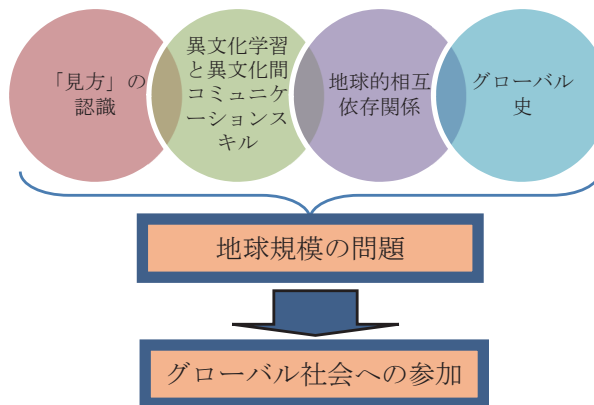 「見方」の
認識
異文化学習
と異文化間
コミュニケ
ーションス
キル
地球的相互
依存関係
グローバル
史
地球規模の問題
グローバル社会への参加